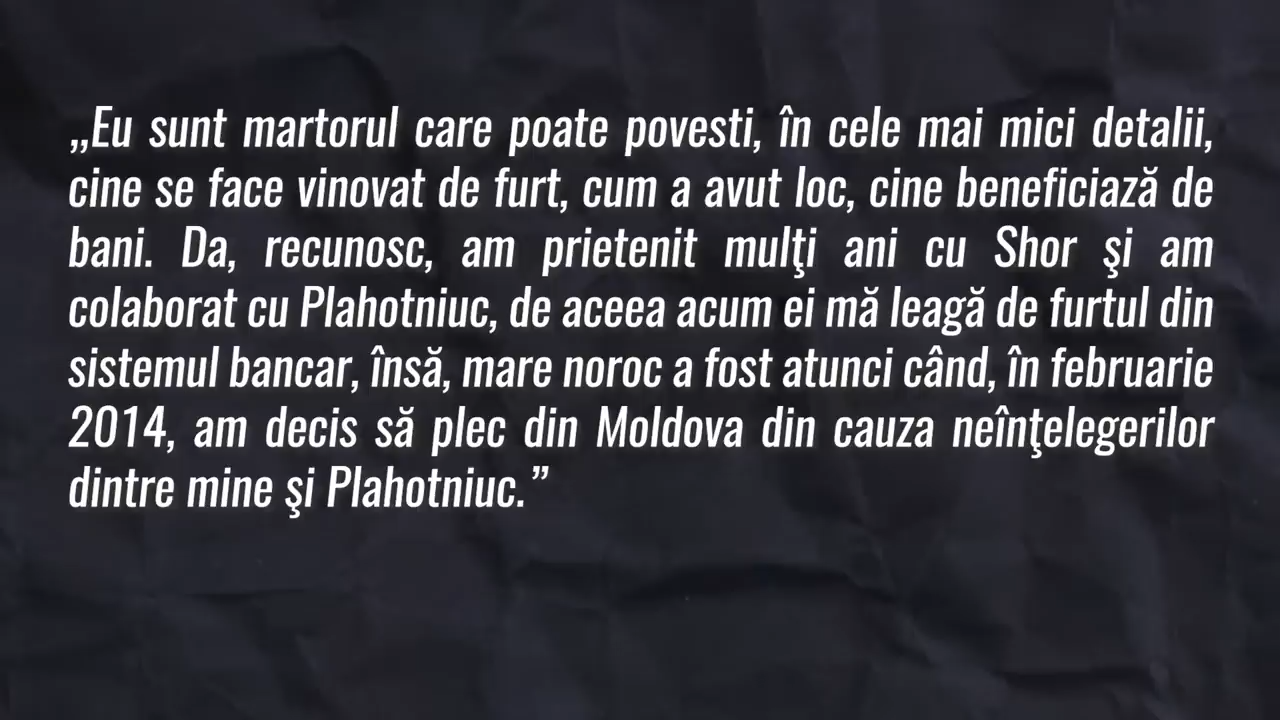 „Eu sunt martorul care poate povesti, în cele mai mici detalii,
cine se face vinovat de furt, cum a avut loc, cine beneficiază de
bani. Da, recunosc, am prietenit mulţi ani cu Shor şi am
colaborat cu Plahotniuc, de aceea acum ei mă leagă de furtul din
sistemul bancar, însă, mare noroc a fost atunci când, în februarie
2014, am decis să plec din Moldova din cauza neînţelegerilor
dintre mine şi Plahotniuc.”